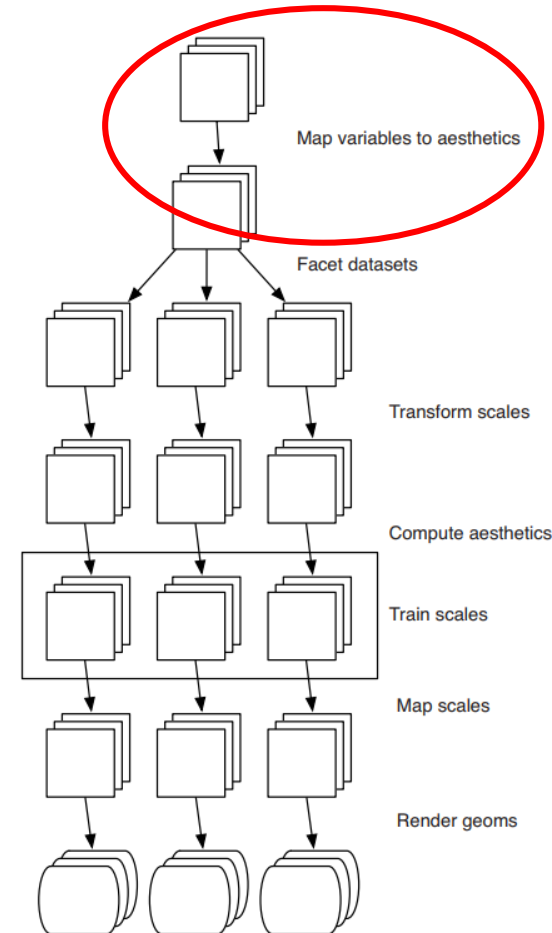 Map variables to aesthetics
Facet datasets
Transform scales
Compute aesthetics
Train scales
Map scales
Render geoms